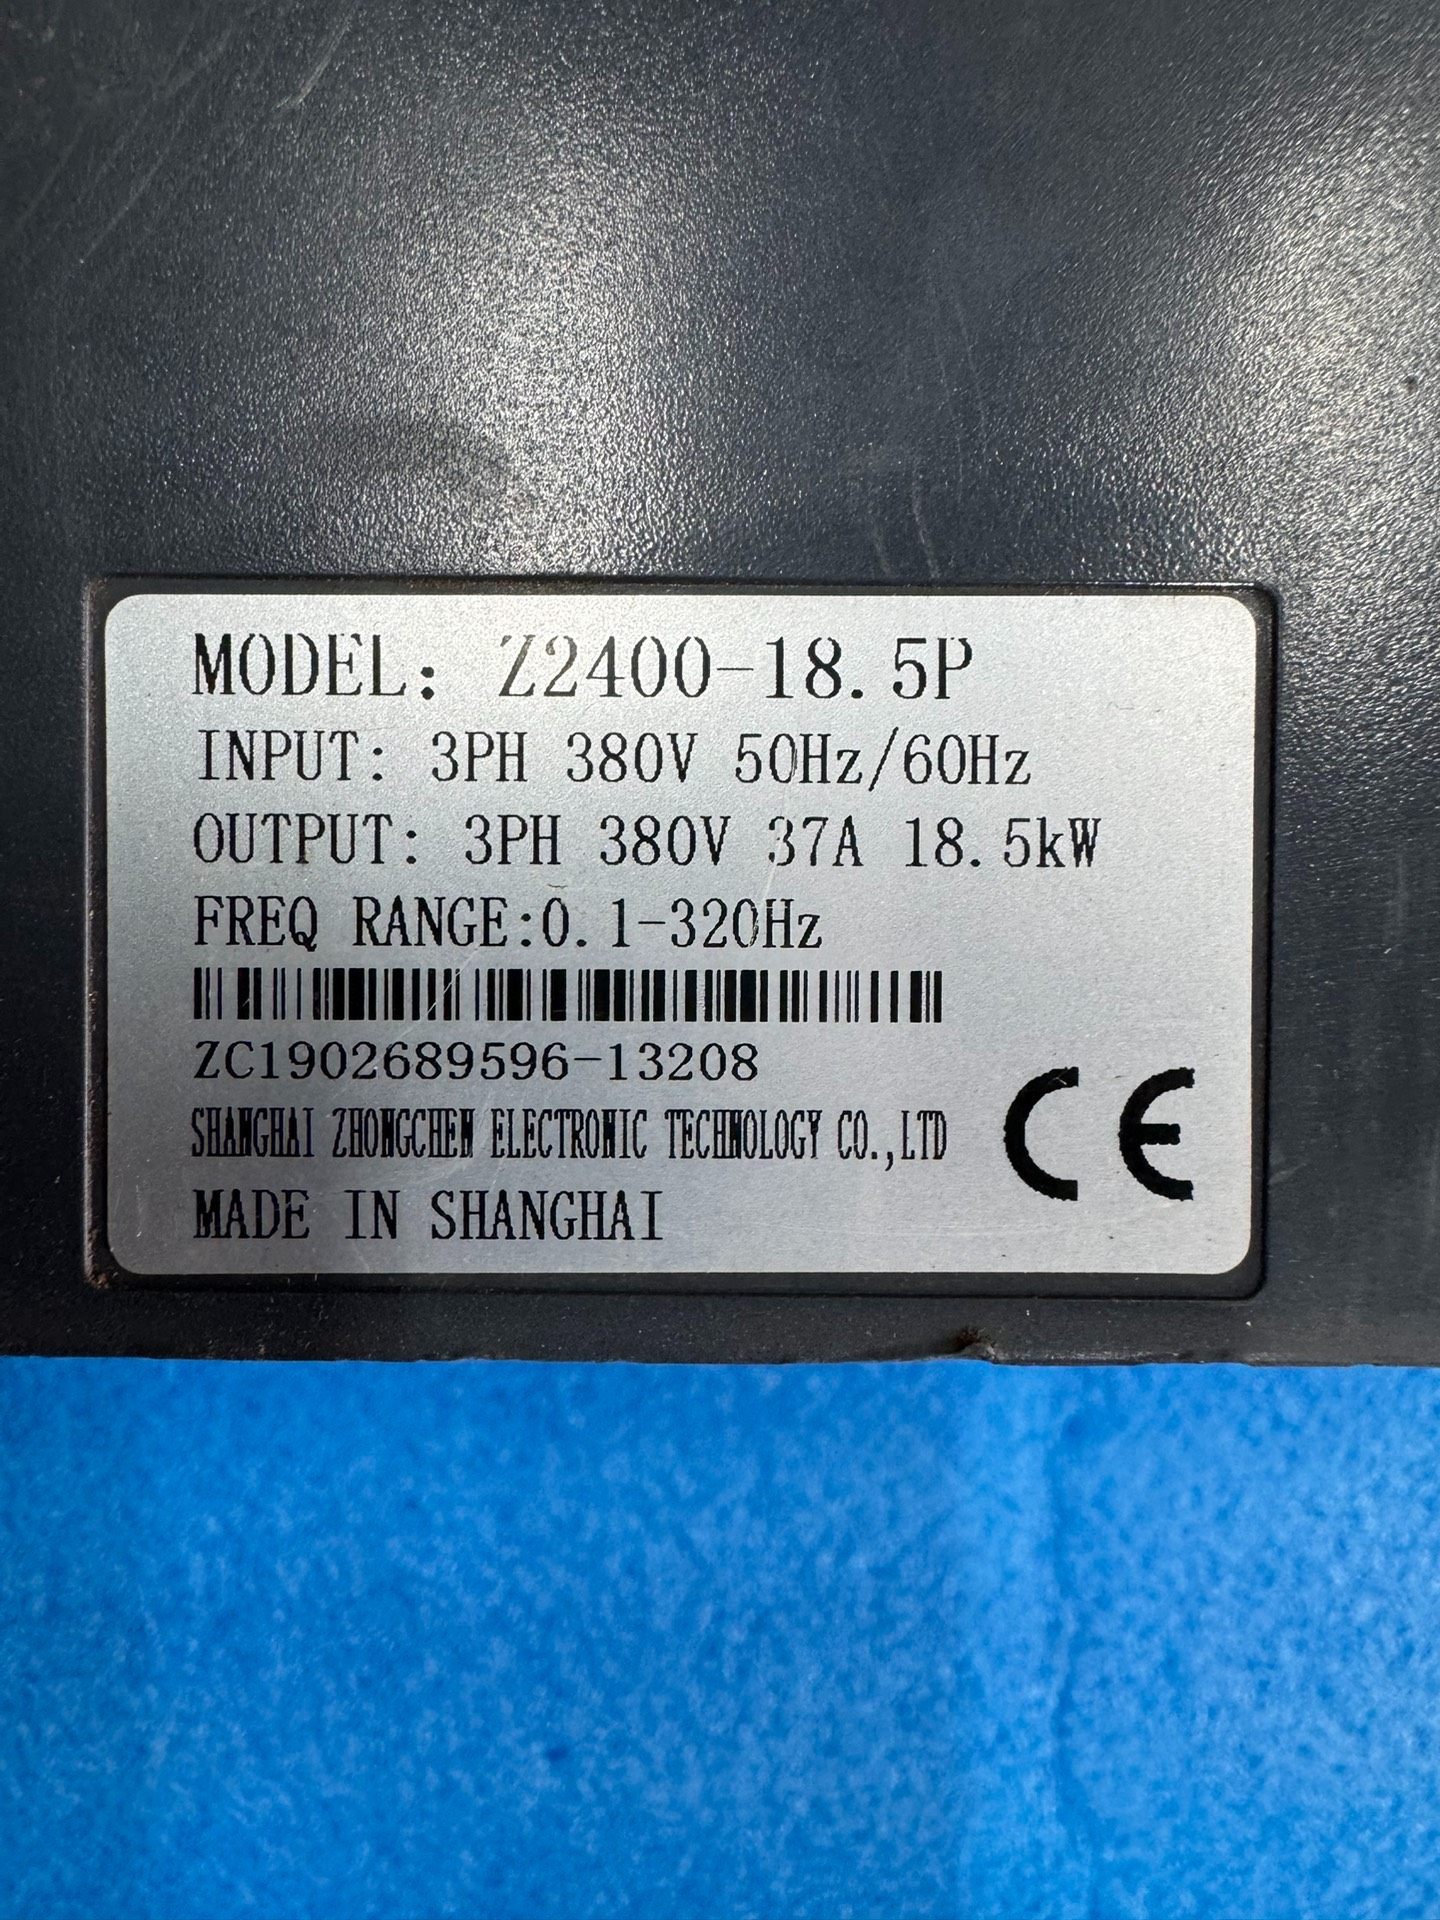 MODEL: Z2400-18.5P
INPUT: 3PH 380V 50Hz/60Hz
OUTPUT: 3PH 380V 37A 18.5kW
FREQ RANGE:0.1-320Hz
ZC1902689596-13208
SHANGHAI ZHONGCHEN ELECTRONIC TECHNOLOGY CO.,LTD
CE
MADE IN SHANGHAI